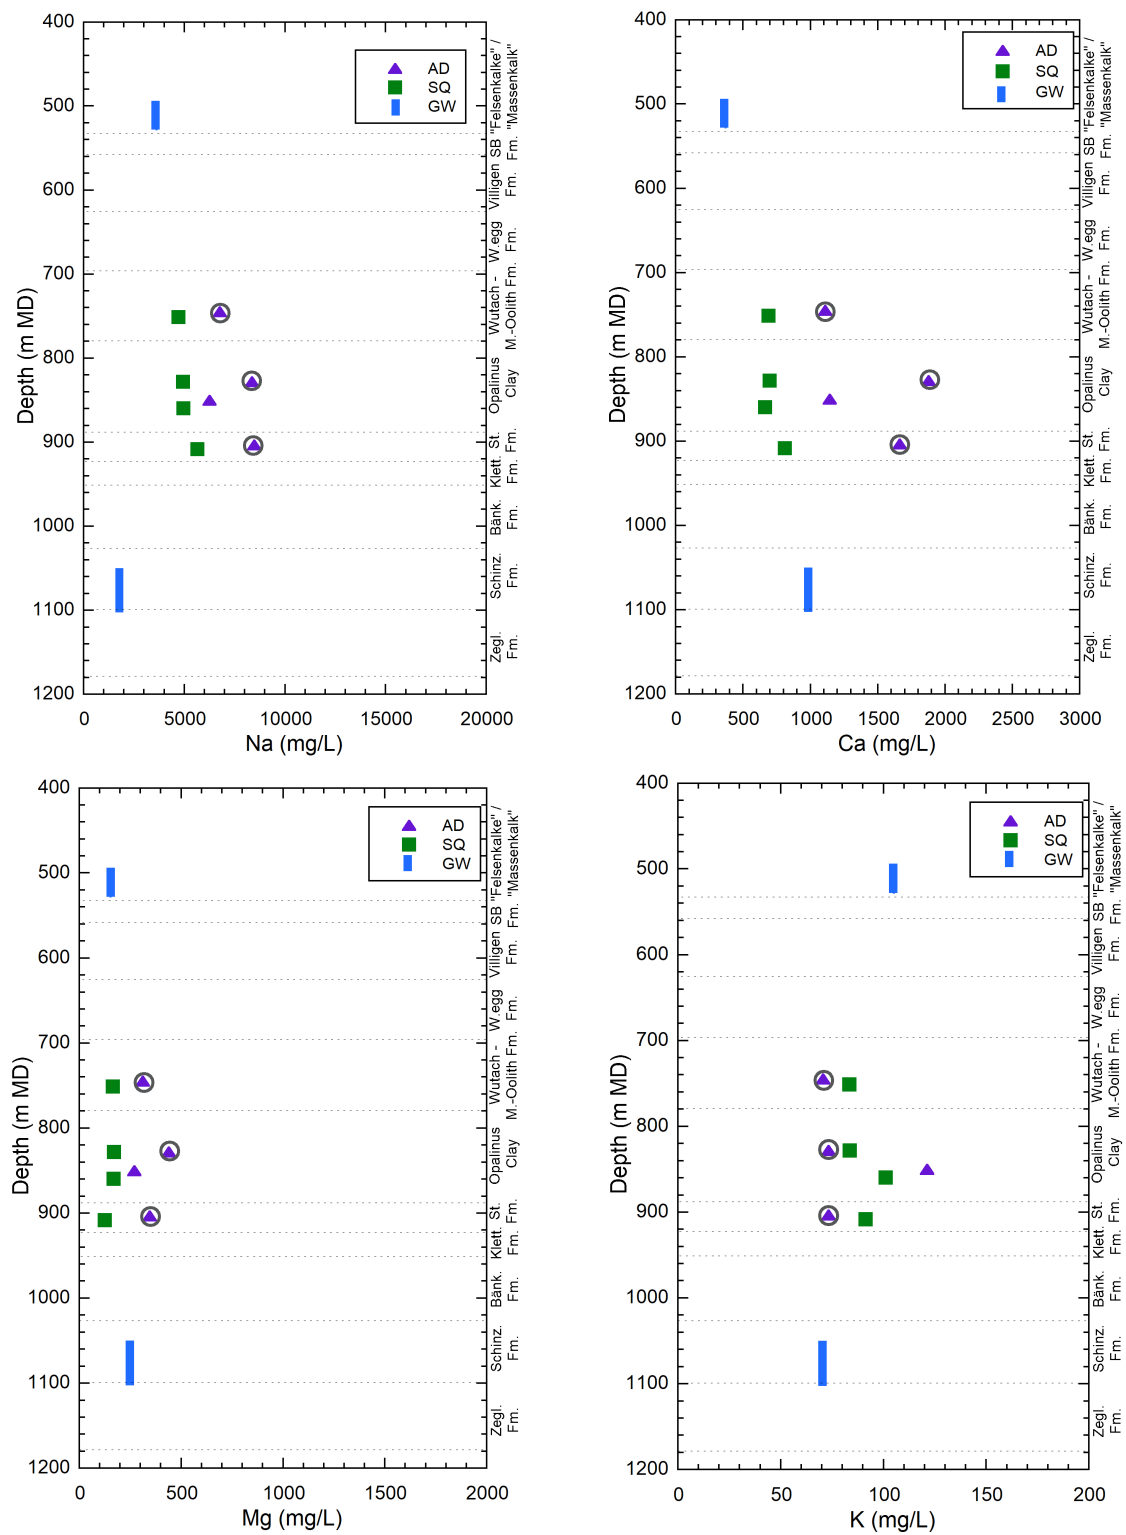 400
500
600
700
800
900
1000
1100
1200
Depth (m MD)
AD
SQ
GW
SB "Felsenkalke" /
Fm. "Massenkalk"
Villigen
Fm.
W.egg
Fm.
Wutach -
M.-Oolith Fm.
Opalinus
Clay
St.
Fm.
Klett.
Fm.
Bänk.
Fm.
Schinz.
Fm.
Zegl.
Fm.
0 5000 10000 15000 20000
Na (mg/L)
400
500
600
700
800
900
1000
1100
1200
Depth (m MD)
AD
SQ
GW
SB "Felsenkalke" /
Fm. "Massenkalk"
Villigen
Fm.
W.egg
Fm.
Wutach -
M.-Oolith Fm.
Opalinus
Clay
St.
Fm.
Klett.
Fm.
Bänk.
Fm.
Schinz.
Fm.
Zegl.
Fm.
0 500 1000 1500 2000 2500 3000
Ca (mg/L)
400
500
600
700
800
900
1000
1100
1200
Depth (m MD)
AD
SQ
GW
SB "Felsenkalke" /
Fm. "Massenkalk"
Villigen
Fm.
W.egg
Fm.
Wutach -
M.-Oolith Fm.
Opalinus
Clay
St.
Fm.
Klett.
Fm.
Bänk.
Fm.
Schinz.
Fm.
Zegl.
Fm.
0 500 1000 1500 2000
Mg (mg/L)
400
500
600
700
800
900
1000
1100
1200
Depth (m MD)
AD
SQ
GW
SB "Felsenkalke" /
Fm. "Massenkalk"
Villigen
Fm.
W.egg
Fm.
Wutach -
M.-Oolith Fm.
Opalinus
Clay
St.
Fm.
Klett.
Fm.
Bänk.
Fm.
Schinz.
Fm.
Zegl.
Fm.
0 50 100 150 200
K (mg/L)